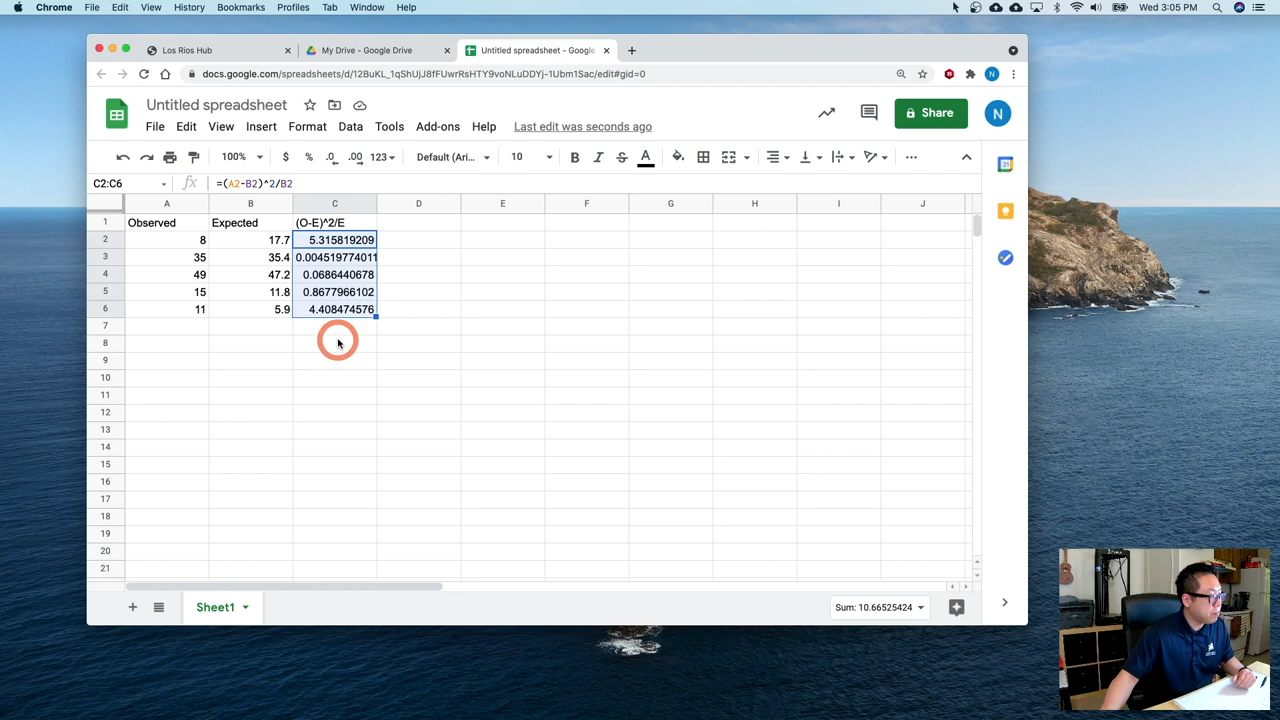 Chrome File Edit View History Bookmarks Profiles Tab Window Help Wed 3:05 PM
Los Rios Hub My Drive - Google Drive Untitled spreadsheet - Google
docs.google.com/spreadsheets/d/12BuKL_1qShUjJ8fFUwrRsHTY9voNLuDDYj-1Ubm1Sac/edit#gid=0
Untitled spreadsheet
Share
N
File Edit View Insert Format Data Tools Add-ons Help Last edit was seconds ago
100% $ % .0 .00 123 Default (Ari... 10 B I S A
C2:C6 fx =(A2-B2)^2/B2
A B C D E F G H I J
1 Observed Expected (O-E)^2/E
2 8 17.7 5.315819209
3 35 35.4 0.004519774011
4 49 47.2 0.0686440678
5 15 11.8 0.8677966102
6 11 5.9 4.408474576
7
8
9
10
11
12
13
14
15
16
17
18
19
20
21
Sheet1 Sum: 10.66525424